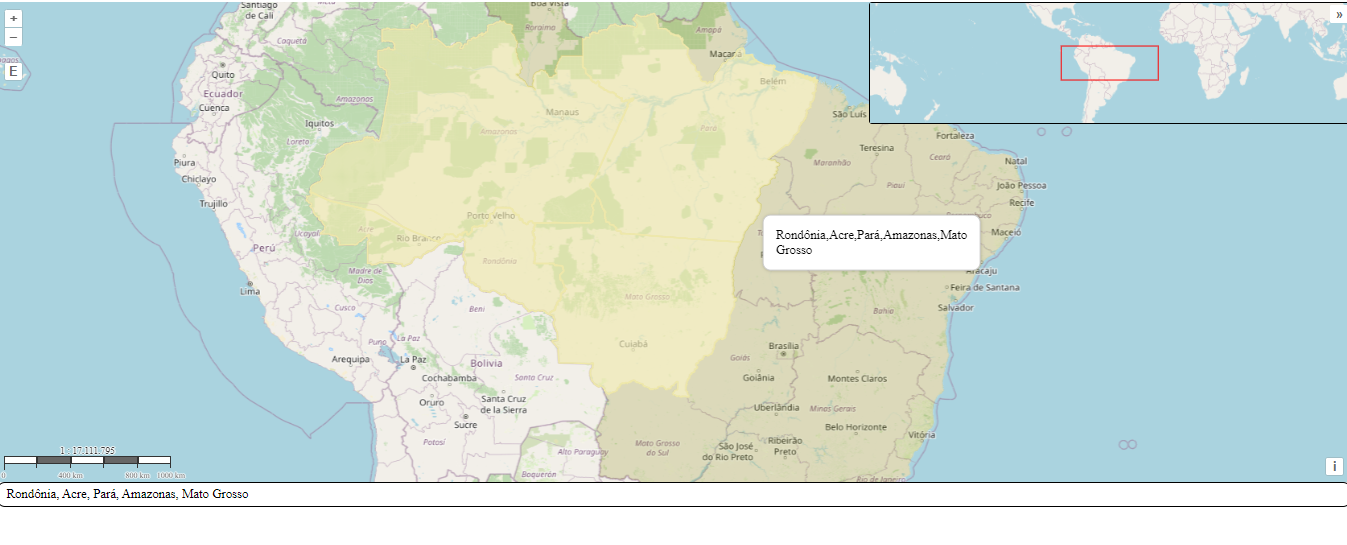 +
−
E
»
Santiago
de Cali
Meta
Boa Vista
Roraima
Amapá
Macapá
Caquetá
Quito
Ecuador
Cuenca
Amazonas
Iquitos
Loreto
Manaus
Amazonas
Pará
Belém
São Luís
Fortaleza
Teresina
Ceará
Maranhão
Natal
Piauí
João Pessoa
Recife
Piura
Chiclayo
Trujillo
Porto Velho
Acre
Rio Branco
Ucayali
Perú
Maceió
Rondônia,Acre,Pará,Amazonas,Mato
Grosso
Rondônia
Madre de
Dios
Aracaju
Lima
Feira de Santana
Mato Grosso
Cusco
Beni
Salvador
Bahia
Puno
La Paz
Cuiabá
Brasília
Arequipa
La Paz
Bolivia
Goiás
Cochabamba
Santa Cruz
Goiânia
Montes Claros
Oruro
Santa Cruz
de la Sierra
Uberlândia
Minas Gerais
Sucre
Belo Horizonte
Potosí
Mato Grosso
do Sul
São José
do Rio Preto
Ribeirão
Preto
Vitória
Alto Paraguay
1 : 17.111.795
0
400 km
800 km
1000 km
Boquerón
Rio de Janeiro
i
Rondônia, Acre, Pará, Amazonas, Mato Grosso